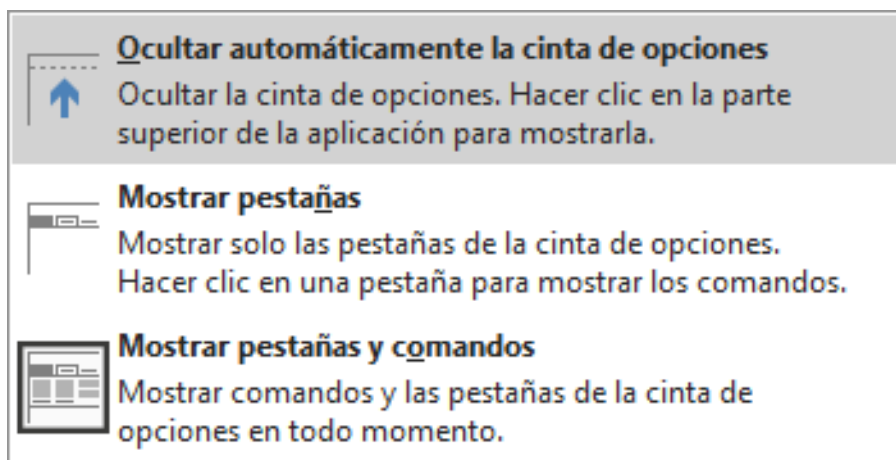 Ocultar automáticamente la cinta de opciones
Ocultar la cinta de opciones. Hacer clic en la parte
superior de la aplicación para mostrarla.
Mostrar pestañas
Mostrar solo las pestañas de la cinta de opciones.
Hacer clic en una pestaña para mostrar los comandos.
Mostrar pestañas y comandos
Mostrar comandos y las pestañas de la cinta de
opciones en todo momento.